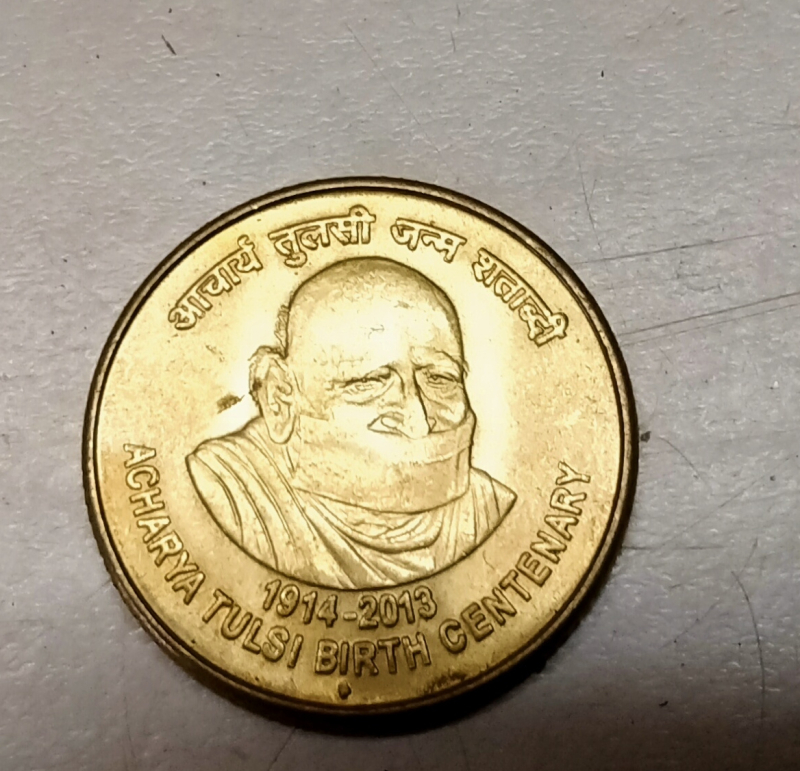 आचार्य तुलसी जन्म शताब्दी
1914-2013
ACHARYA TULSI BIRTH CENTENARY